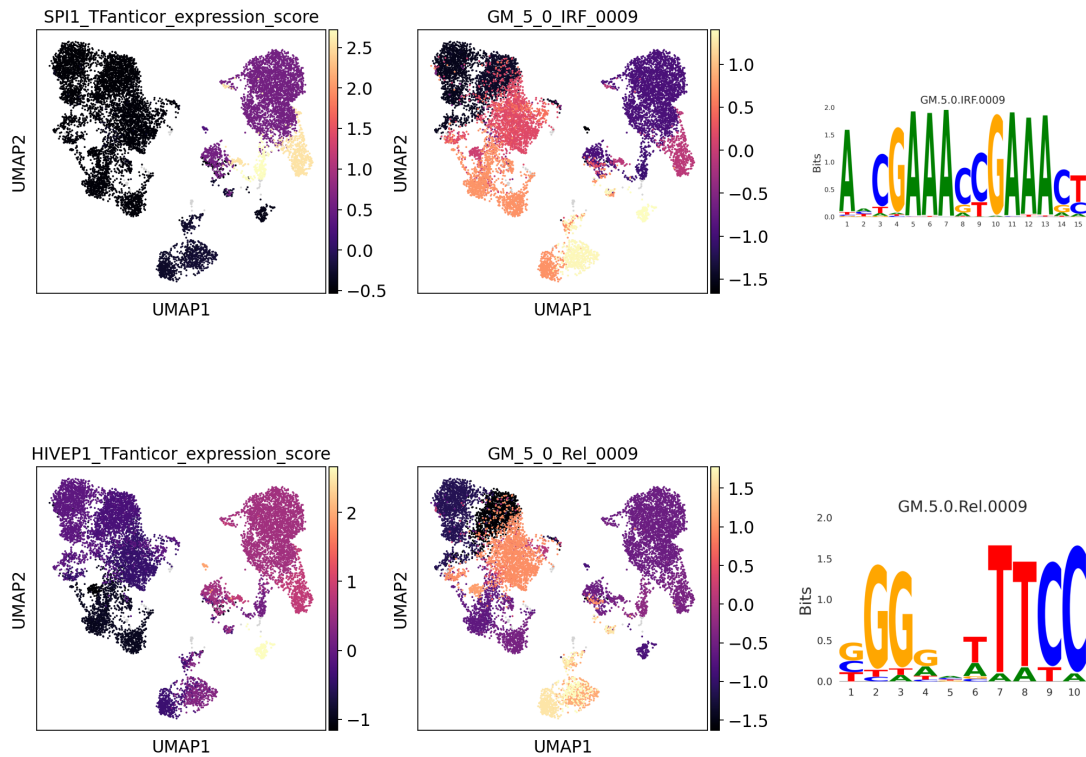 SPI1_TFanticor_expression_score
UMAP2
UMAP1
2.5
2.0
1.5
1.0
0.5
0.0
−0.5
GM_5_0_IRF_0009
UMAP2
UMAP1
1.0
0.5
0.0
−0.5
−1.0
−1.5
GM.5.0.IRF.0009
Bits
2.0
1.5
1.0
0.5
0.0
1 2 3 4 5 6 7 8 9 10 11 12 13 14 15
HIVEP1_TFanticor_expression_score
UMAP2
UMAP1
2
1
0
−1
GM_5_0_Rel_0009
UMAP2
UMAP1
1.5
1.0
0.5
0.0
−0.5
−1.0
−1.5
GM.5.0.Rel.0009
Bits
2.0
1.5
1.0
0.5
0.0
1 2 3 4 5 6 7 8 9 10